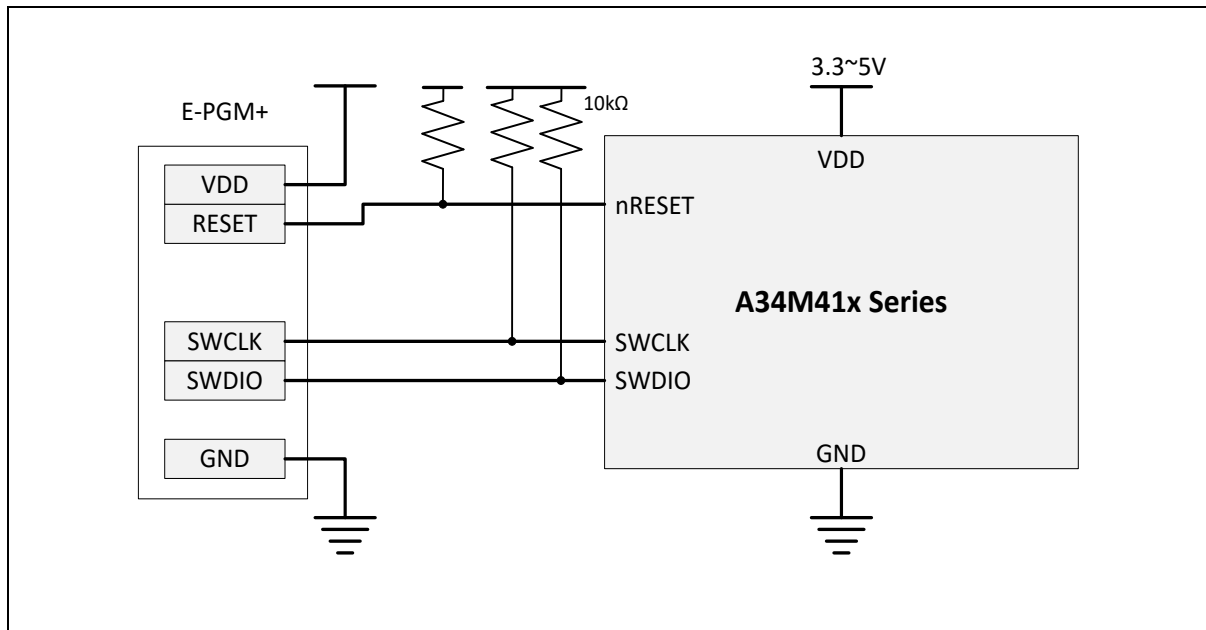 3.3~5V
10kΩ
E-PGM+
VDD
VDD
RESET
nRESET
A34M41x Series
SWCLK
SWCLK
SWDIO
SWDIO
GND
GND